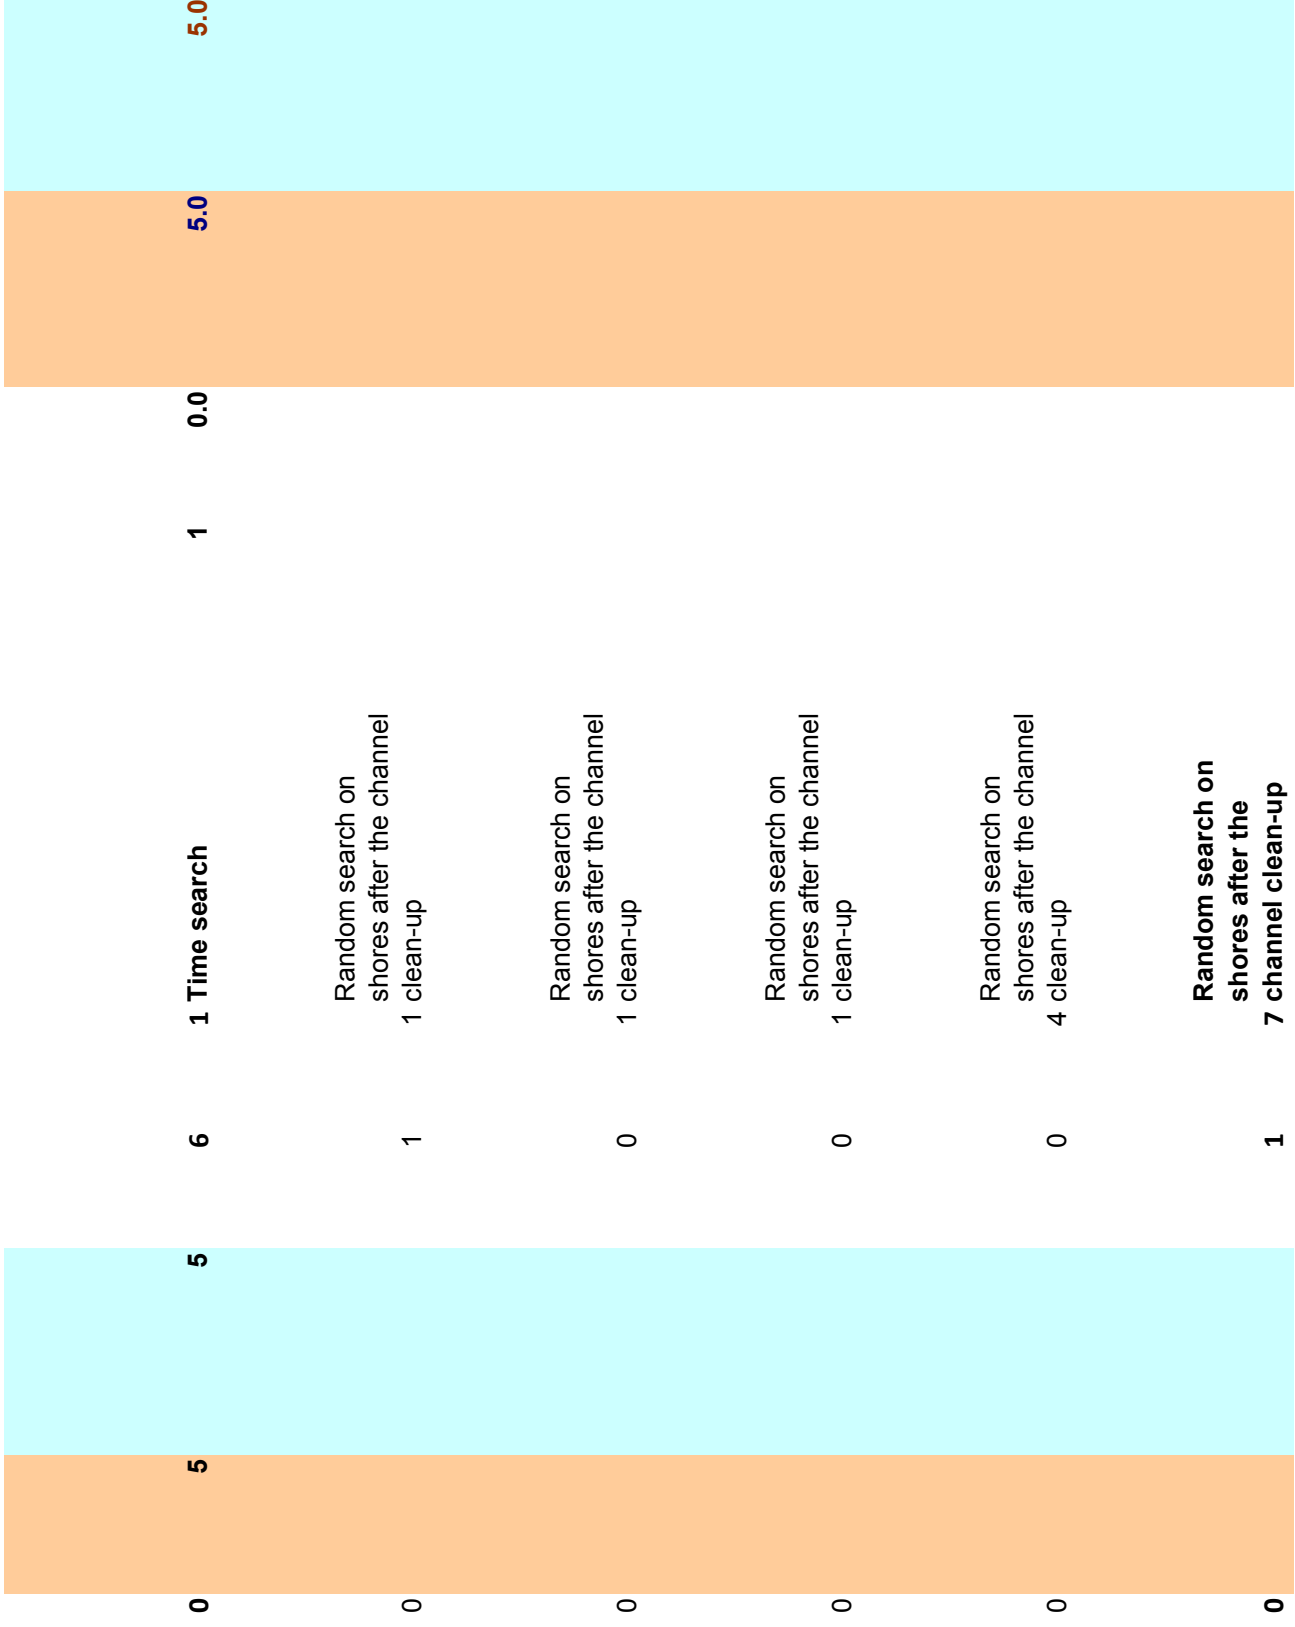 0 5 5 6 1 Time search 1 0.0 5.0 5.0
Random search on
shores after the channel
0 1 1 clean-up
Random search on
shores after the channel
0 0 1 clean-up
Random search on
shores after the channel
0 0 1 clean-up
Random search on
shores after the channel
0 0 4 clean-up
Random search on
shores after the
0 1 7 channel clean-up